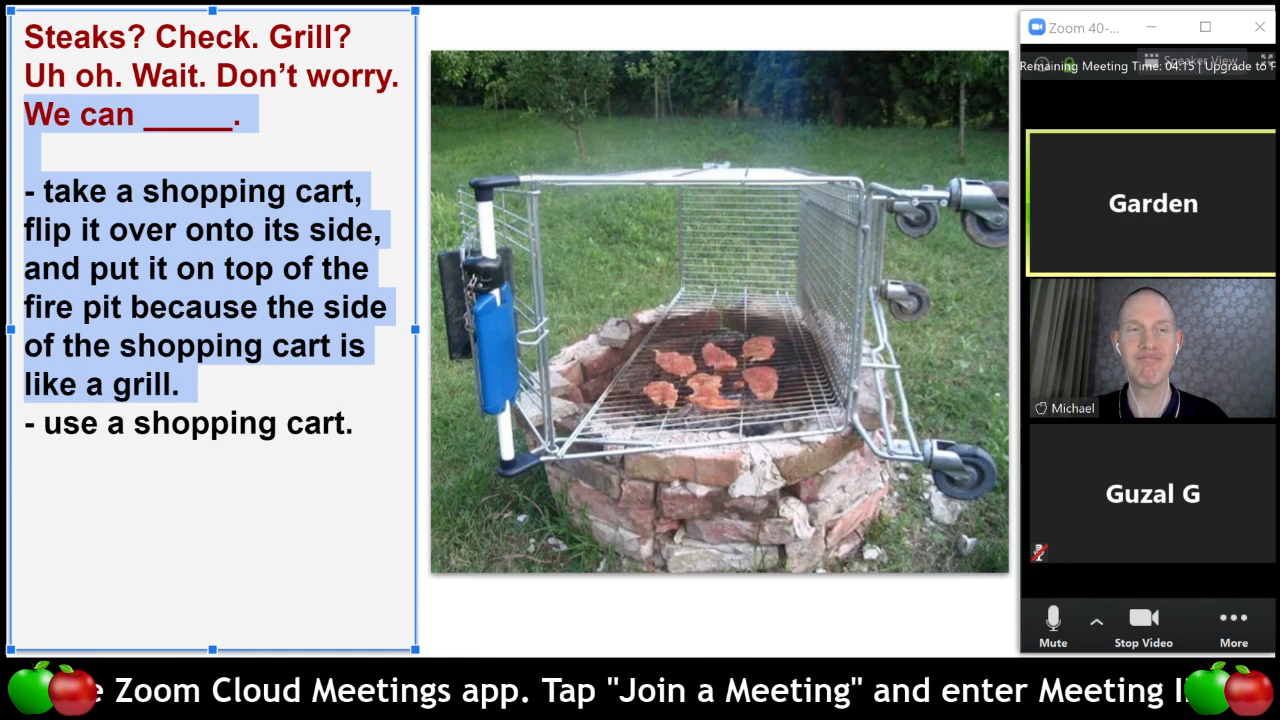 Steaks? Check. Grill?
Uh oh. Wait. Don’t worry.
We can _____.
- take a shopping cart,
flip it over onto its side,
and put it on top of the
fire pit because the side
of the shopping cart is
like a grill.
- use a shopping cart.
Zoom 40-...
Speaker View
Remaining Meeting Time: 04:15 | Upgrade to
Garden
Michael
Guzal G
Mute
Stop Video
More
Zoom Cloud Meetings app. Tap "Join a Meeting" and enter Meeting